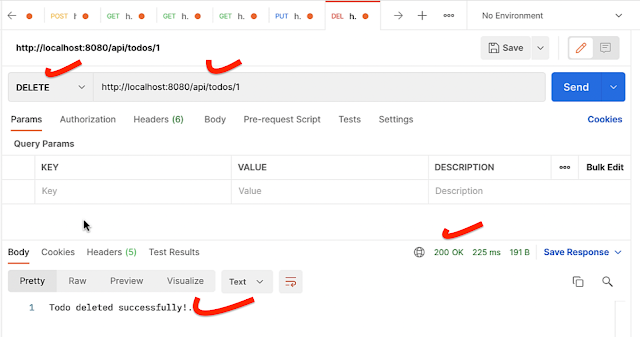 POST h. GET h. GET h. GET h. PUT h. DEL h. No Environment
http://localhost:8080/api/todos/1 Save
DELETE http://localhost:8080/api/todos/1 Send
Params Authorization Headers (6) Body Pre-request Script Tests Settings Cookies
Query Params
KEY VALUE DESCRIPTION Bulk Edit
Key Value Description
Body Cookies Headers (5) Test Results 200 OK 225 ms 191 B Save Response
Pretty Raw Preview Visualize Text
1 Todo deleted successfully!.